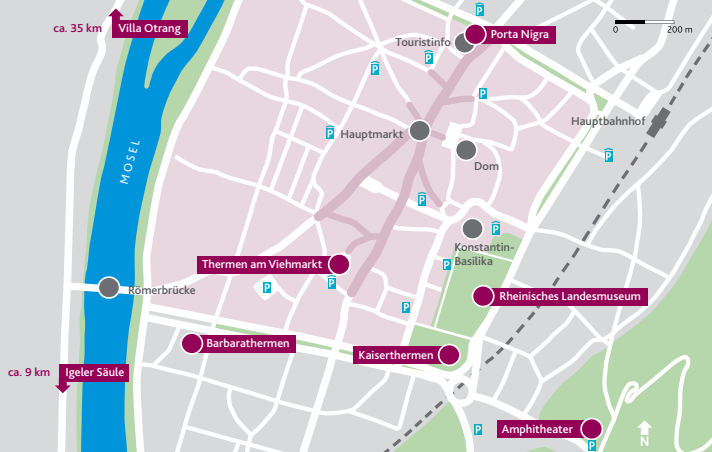 ca. 35 km
Villa Otrang
Porta Nigra
Touristinfo
0
200 m
Hauptbahnhof
Hauptmarkt
MOSEL
Dom
Konstantin-
Basilika
Thermen am Viehmarkt
Römerbrücke
Rheinisches Landesmuseum
Barbarathermen
Kaiserthermen
ca. 9 km
Igeler Säule
Amphitheater
N
P
P
P
P
P
P
P
P
P
P
P
P
P
P